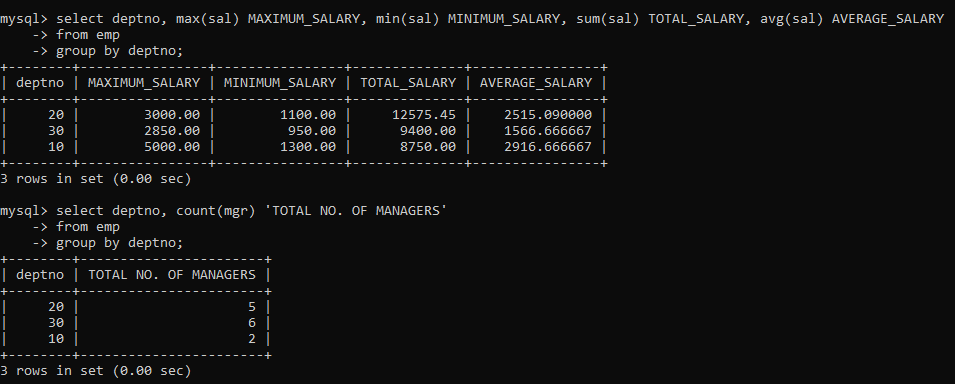 mysql> select deptno, max(sal) MAXIMUM_SALARY, min(sal) MINIMUM_SALARY, sum(sal) TOTAL_SALARY, avg(sal) AVERAGE_SALARY
    -> from emp
    -> group by deptno;
+--------+----------------+----------------+--------------+----------------+
| deptno | MAXIMUM_SALARY | MINIMUM_SALARY | TOTAL_SALARY | AVERAGE_SALARY |
+--------+----------------+----------------+--------------+----------------+
|     20 |        3000.00 |        1100.00 |     12575.45 |    2515.090000 |
|     30 |        2850.00 |         950.00 |      9400.00 |    1566.666667 |
|     10 |        5000.00 |        1300.00 |      8750.00 |    2916.666667 |
+--------+----------------+----------------+--------------+----------------+
3 rows in set (0.00 sec)
mysql> select deptno, count(mgr) 'TOTAL NO. OF MANAGERS'
    -> from emp
    -> group by deptno;
+--------+-----------------------+
| deptno | TOTAL NO. OF MANAGERS |
+--------+-----------------------+
|     20 |                     5 |
|     30 |                     6 |
|     10 |                     2 |
+--------+-----------------------+
3 rows in set (0.00 sec)